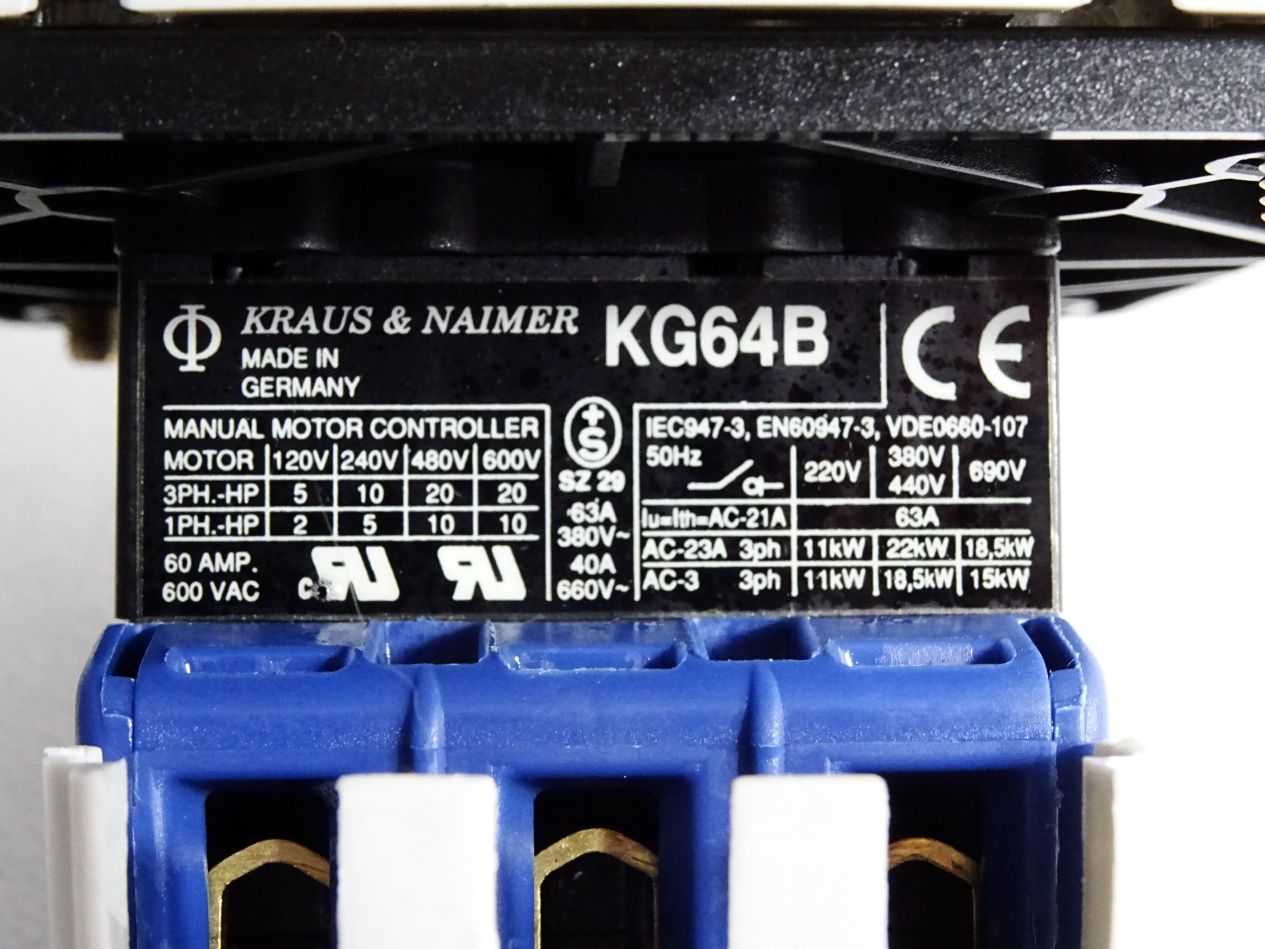 KRAUS & NAIMER
MADE IN
GERMANY
KG64B
CE
MANUAL MOTOR CONTROLLER
MOTOR 120V 240V 480V 600V
3PH.-HP 5 10 20 20
1PH.-HP 2 5 10 10
60 AMP.
600 VAC
c RU RU
+
S
SZ 29
63A
380V~
40A
660V~
IEC947-3, EN60947-3, VDE0660-107
50Hz 220V 380V 440V 690V
Iu=Ith=AC-21A 63A
AC-23A 3ph 11kW 22kW 18,5kW
AC-3 3ph 11kW 18,5kW 15kW